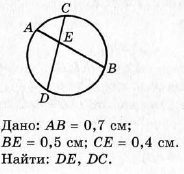 C
A
E
B
D
Дано: AB = 0,7 см;
BE = 0,5 см; CE = 0,4 см.
Найти: DE, DC.